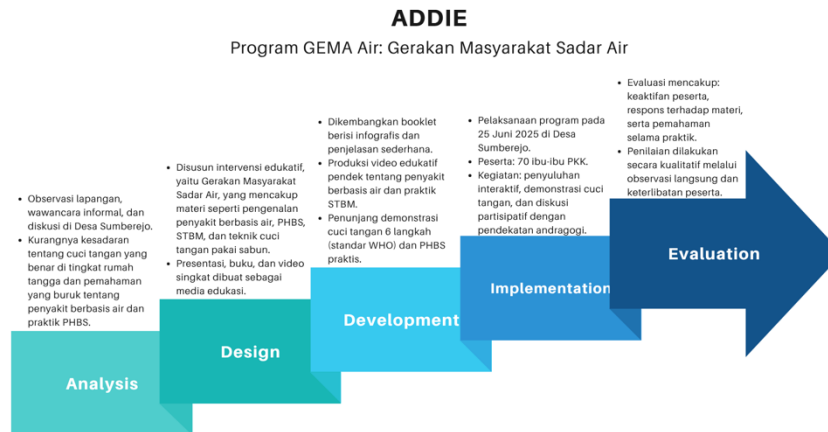 ADDIE
Program GEMA Air: Gerakan Masyarakat Sadar Air
• Observasi lapangan,
wawancara informal, dan
diskusi di Desa Sumberejo.
• Kurangnya kesadaran
tentang cuci tangan yang
benar di tingkat rumah
tangga dan pemahaman
yang buruk tentang
penyakit berbasis air dan
praktik PHBS.
Analysis
• Disusun intervensi edukatif,
yaitu Gerakan Masyarakat
Sadar Air, yang mencakup
materi seperti pengenalan
penyakit berbasis air, PHBS,
STBM, dan teknik cuci
tangan pakai sabun.
• Presentasi, buku, dan video
singkat dibuat sebagai
media edukasi.
Design
• Dikembangkan booklet
berisi infografis dan
penjelasan sederhana.
• Produksi video edukatif
pendek tentang penyakit
berbasis air dan praktik
STBM.
• Penunjang demonstrasi
cuci tangan 6 langkah
(standar WHO) dan PHBS
praktis.
Development
• Pelaksanaan program pada
25 Juni 2025 di Desa
Sumberejo.
• Peserta: 70 ibu-ibu PKK.
• Kegiatan: penyuluhan
interaktif, demonstrasi cuci
tangan, dan diskusi
partisipatif dengan
pendekatan andragogi.
Implementation
• Evaluasi mencakup:
keaktifan peserta,
respons terhadap materi,
serta pemahaman
selama praktik.
• Penilaian dilakukan
secara kualitatif melalui
observasi langsung dan
keterlibatan peserta.
Evaluation